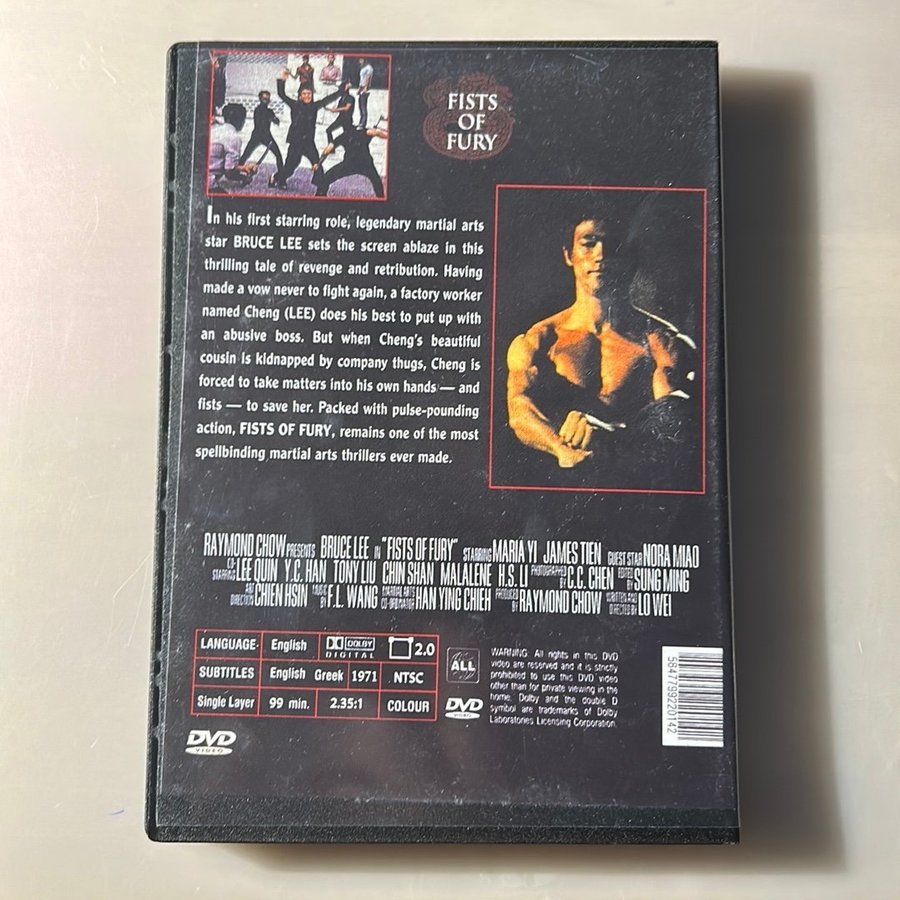 FISTS
OF
FURY
In his first starring role, legendary martial arts
star BRUCE LEE sets the screen ablaze in this
thrilling tale of revenge and retribution. Having
made a vow never to fight again, a factory worker
named Cheng (LEE) does his best to put up with
an abusive boss. But when Cheng's beautiful
cousin is kidnapped by company thugs, Cheng is
forced to take matters into his own hands — and
fists — to save her. Packed with pulse-pounding
action, FISTS OF FURY, remains one of the most
spellbinding martial arts thrillers ever made.
RAYMOND CHOW PRESENTS BRUCE LEE IN "FISTS OF FURY" STARRING MARIA YI JAMES TIEN GUEST STAR NORA MIAO
CO-STARRING LEE QUIN Y.C. HAN TONY LIU CHIN SHAN MALALENE H.S. LI PHOTOGRAPHED BY C.C. CHEN EDITED BY SUNG MING
ART DIRECTION CHIEN HSIN MUSIC BY F.L. WANG MARTIAL ARTS CO-ORDINATOR HAN YING CHIEH PRODUCED BY RAYMOND CHOW WRITTEN AND DIRECTED BY LO WEI
LANGUAGE English DOLBY DIGITAL 2.0
SUBTITLES English Greek 1971 NTSC
Single Layer 99 min. 2.35:1 COLOUR
ALL
DVD
VIDEO
WARNING: All rights in this DVD
video are reserved and it is strictly
prohibited to use this DVD video
other than for private viewing in the
home. Dolby and the double D
symbol are trademarks of Dolby
Laboratories Licensing Corporation.
DVD
VIDEO
5847799220142